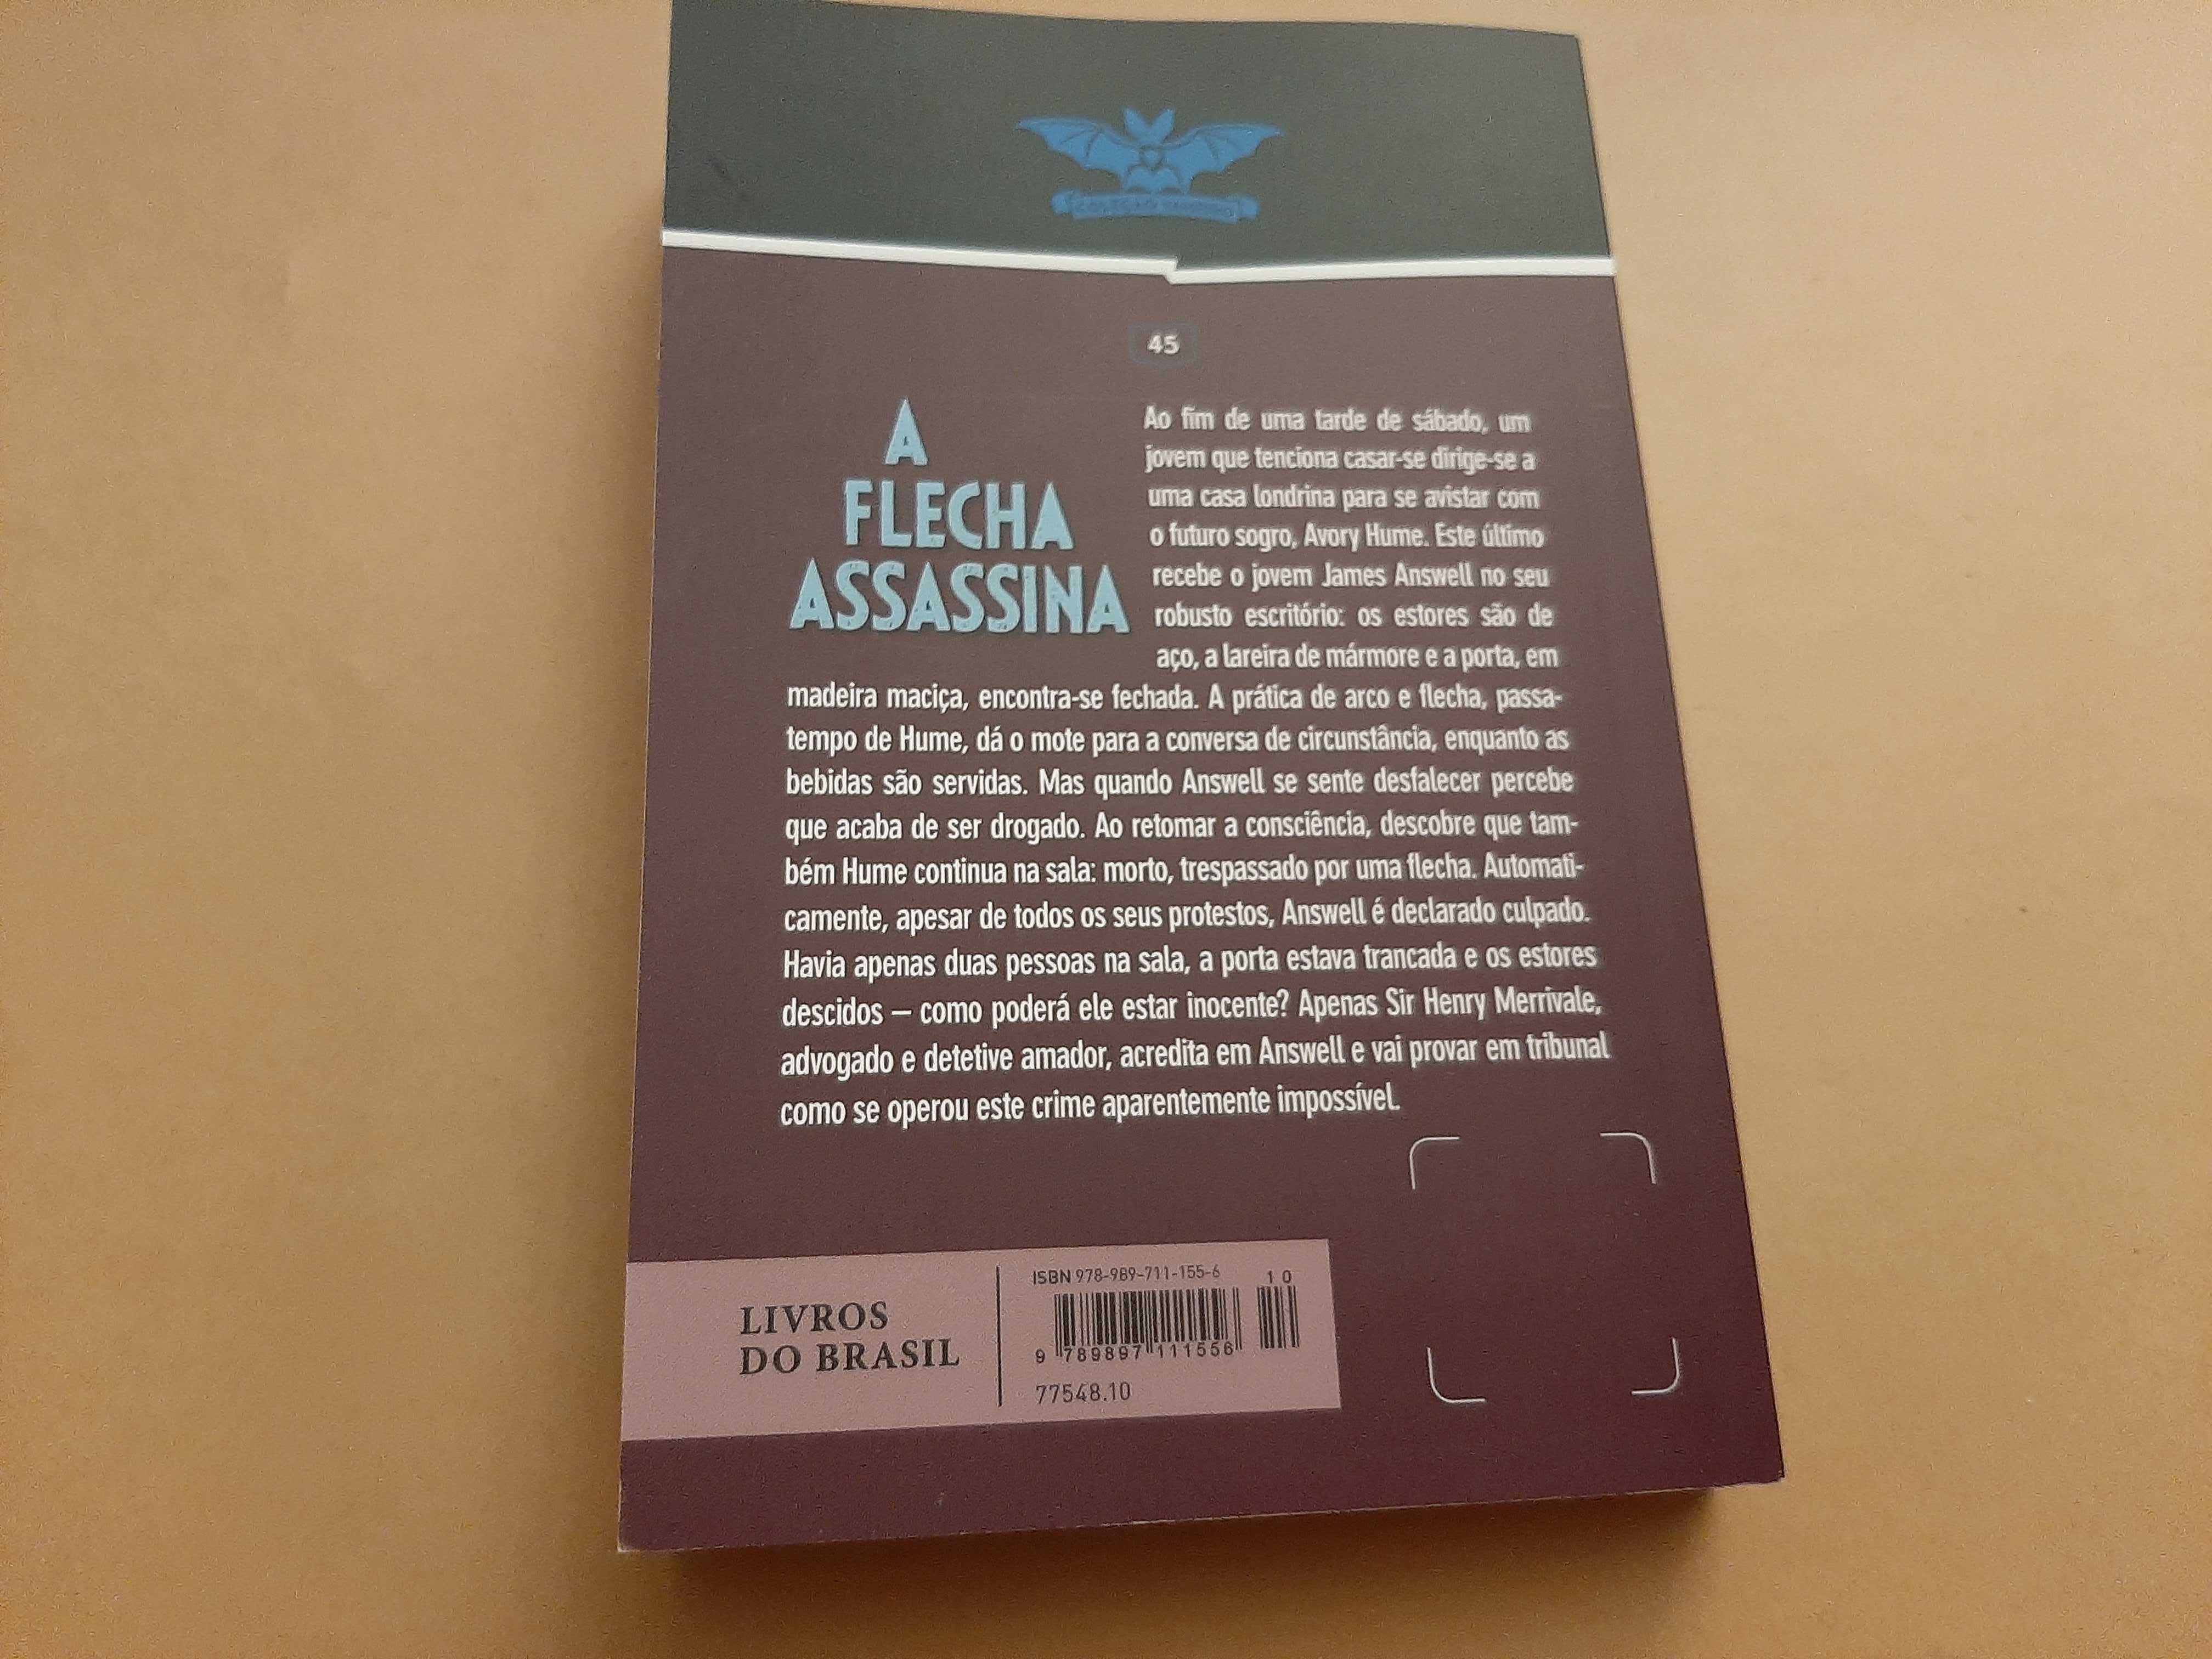 COLEÇÃO VAMPIRO
45
A
FLECHA
ASSASSINA
Ao fim de uma tarde de sábado, um
jovem que tenciona casar-se dirige-se a
uma casa londrina para se avistar com
o futuro sogro, Avory Hume. Este último
recebe o jovem James Answell no seu
robusto escritório: os estores são de
aço, a lareira de mármore e a porta, em
madeira maciça, encontra-se fechada. A prática de arco e flecha, passa-
tempo de Hume, dá o mote para a conversa de circunstância, enquanto as
bebidas são servidas. Mas quando Answell se sente desfalecer percebe
que acaba de ser drogado. Ao retomar a consciência, descobre que tam-
bém Hume continua na sala: morto, trespassado por uma flecha. Automati-
camente, apesar de todos os seus protestos, Answell é declarado culpado.
Havia apenas duas pessoas na sala, a porta estava trancada e os estores
descidos – como poderá ele estar inocente? Apenas Sir Henry Merrivale,
advogado e detetive amador, acredita em Answell e vai provar em tribunal
como se operou este crime aparentemente impossível.
LIVROS
DO BRASIL
ISBN 978-989-711-155-6
10
9 789897 111556
77548.10